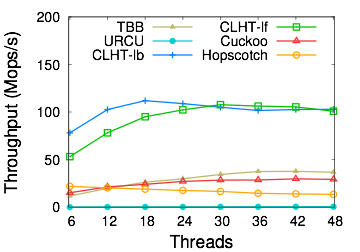 200
150
100
50
0
Throughput (Mops/s)
TBB
URCU
CLHT-lb
CLHT-lf
Cuckoo
Hopscotch
6 12 18 24 30 36 42 48
Threads